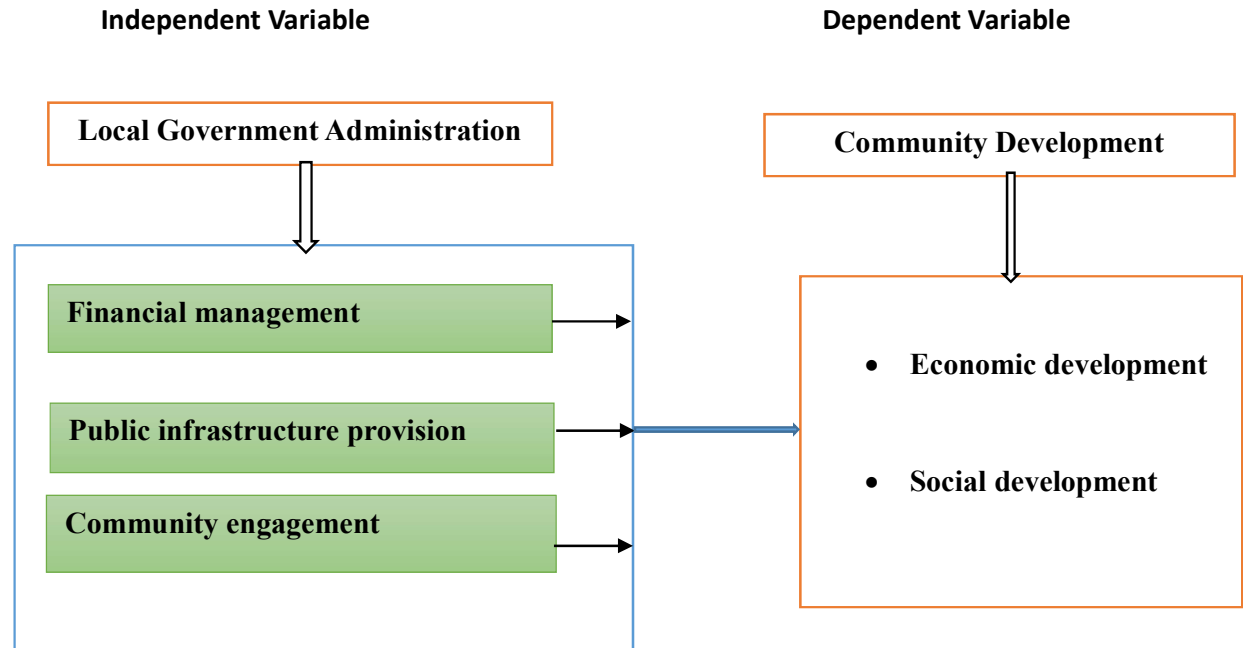 Independent Variable
Dependent Variable
Local Government Administration
Community Development
Financial management
Public infrastructure provision
Community engagement
• Economic development
• Social development